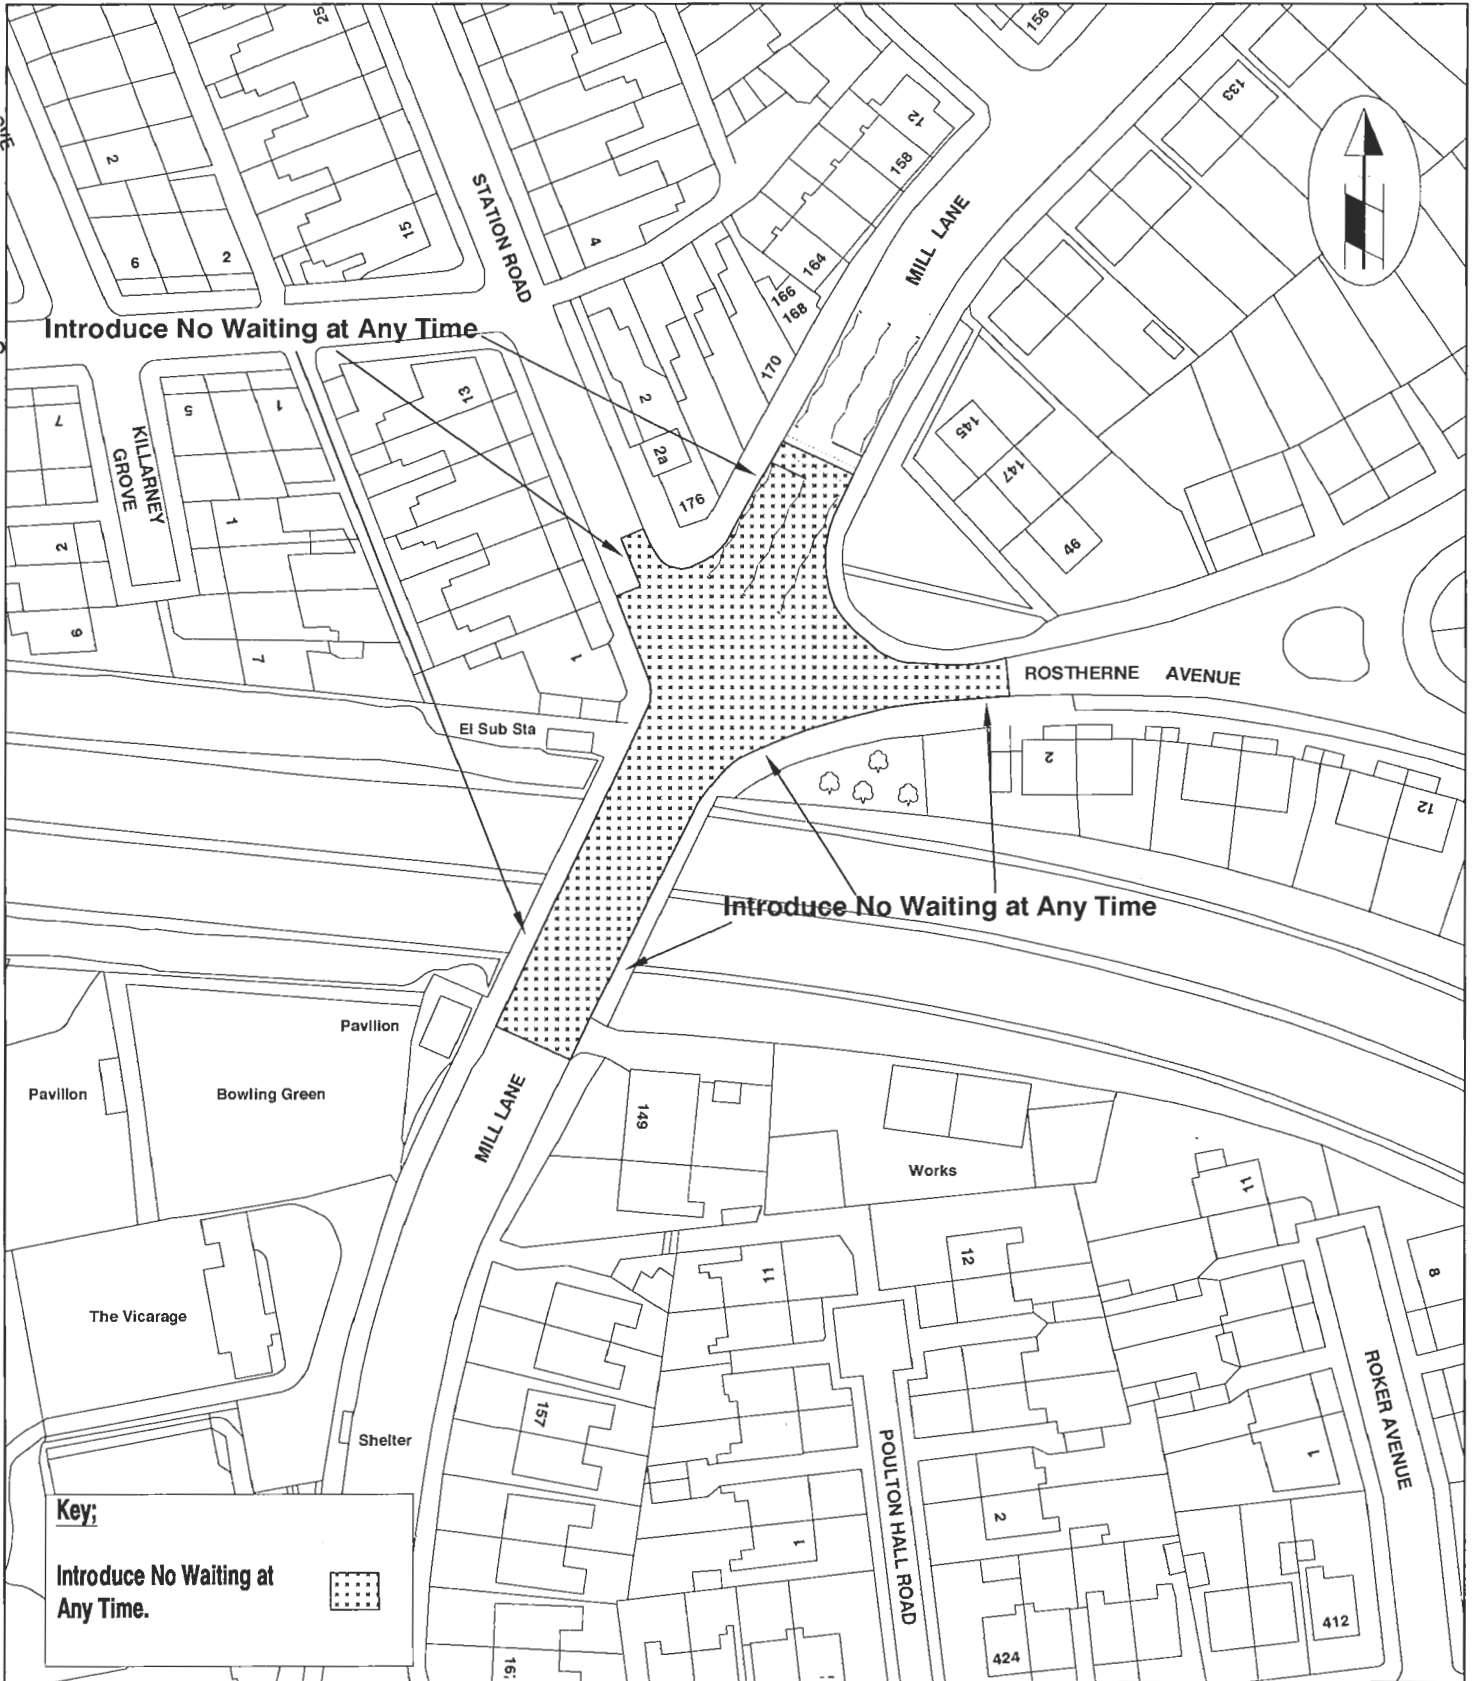 25
156
133
2
12
158
STATION ROAD
15
4
MILL LANE
6
2
164
166
168
Introduce No Waiting at Any Time
170
13
2
7
5
1
KILLARNEY
GROVE
145
2a
147
176
1
2
46
9
7
1
ROSTHERNE AVENUE
El Sub Sta
2
12
Introduce No Waiting at Any Time
Pavilion
Pavilion
Bowling Green
MILL LANE
149
Works
11
11
12
8
The Vicarage
ROKER AVENUE
157
Shelter
POULTON HALL ROAD
1
Key;
2
1
Introduce No Waiting at
Any Time.
412
424